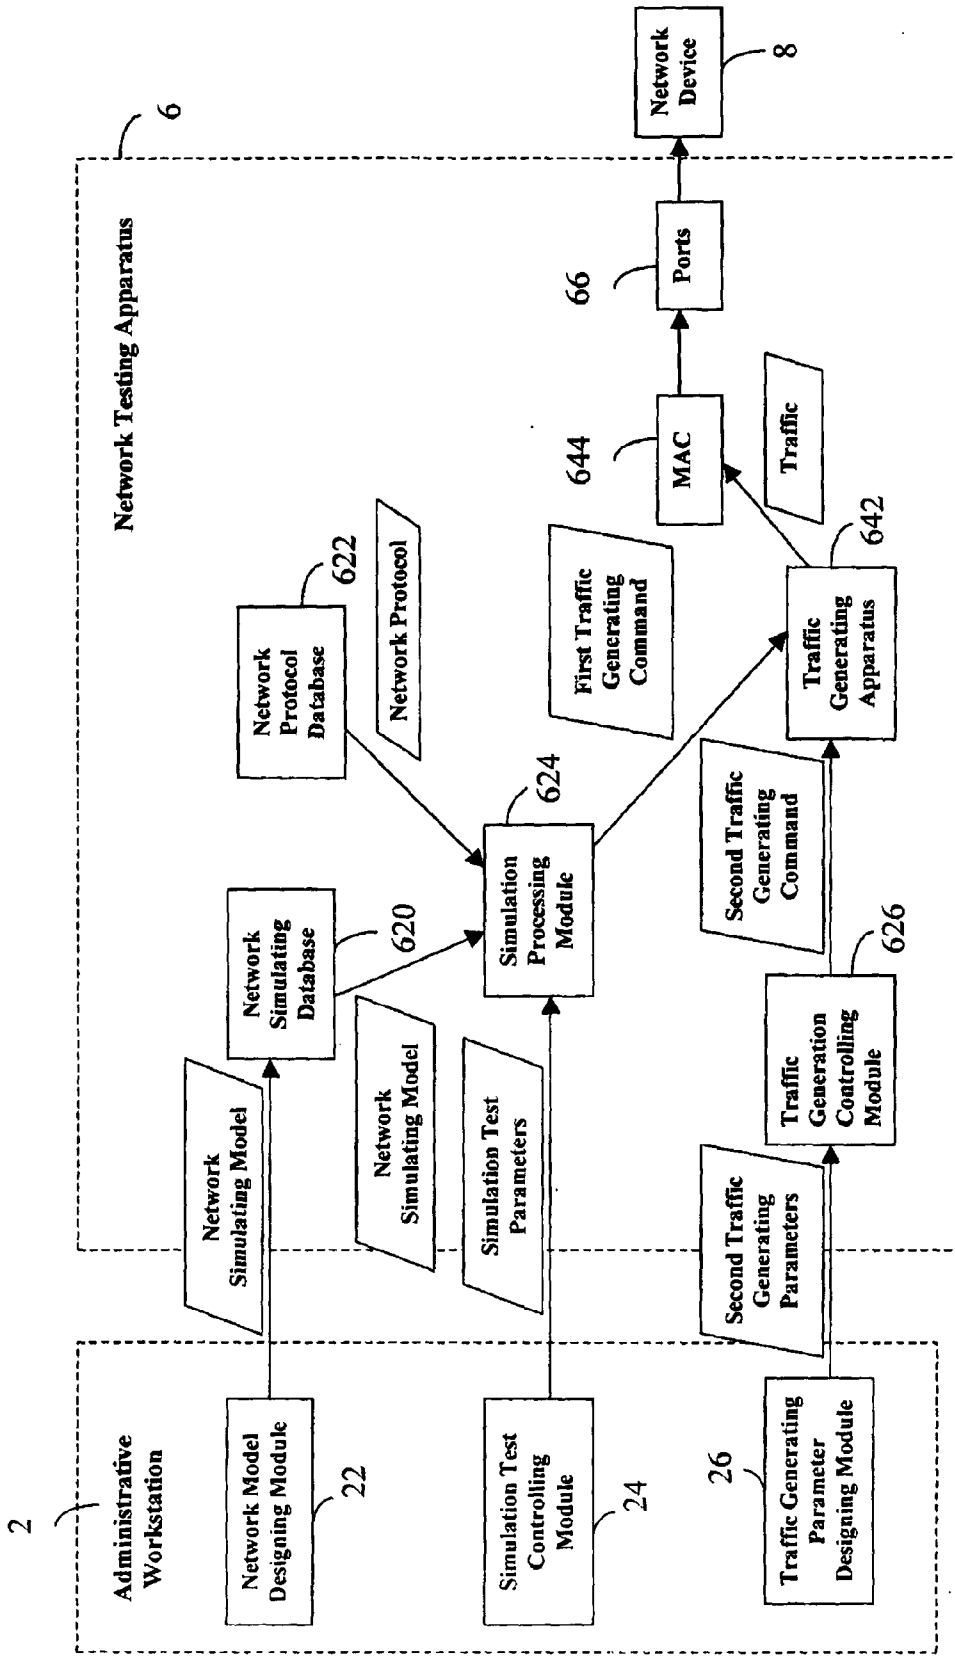 2
Administrative
Workstation
Network Model
Designing Module
22
Simulation Test
Controlling
Module
24
26
Traffic Generating
Parameter
Designing Module
Network Testing Apparatus
6
Network
Simulating Model
Network
Simulating
Database
620
Network
Protocol
Database
622
Network Protocol
Network
Simulating Model
Simulation Test
Parameters
Simulation
Processing
Module
624
First Traffic
Generating
Command
Second Traffic
Generating
Parameters
Traffic
Generation
Controlling
Module
626
Second Traffic
Generating
Command
Traffic
Generating
Apparatus
642
Traffic
644
MAC
66
Ports
Network
Device
8